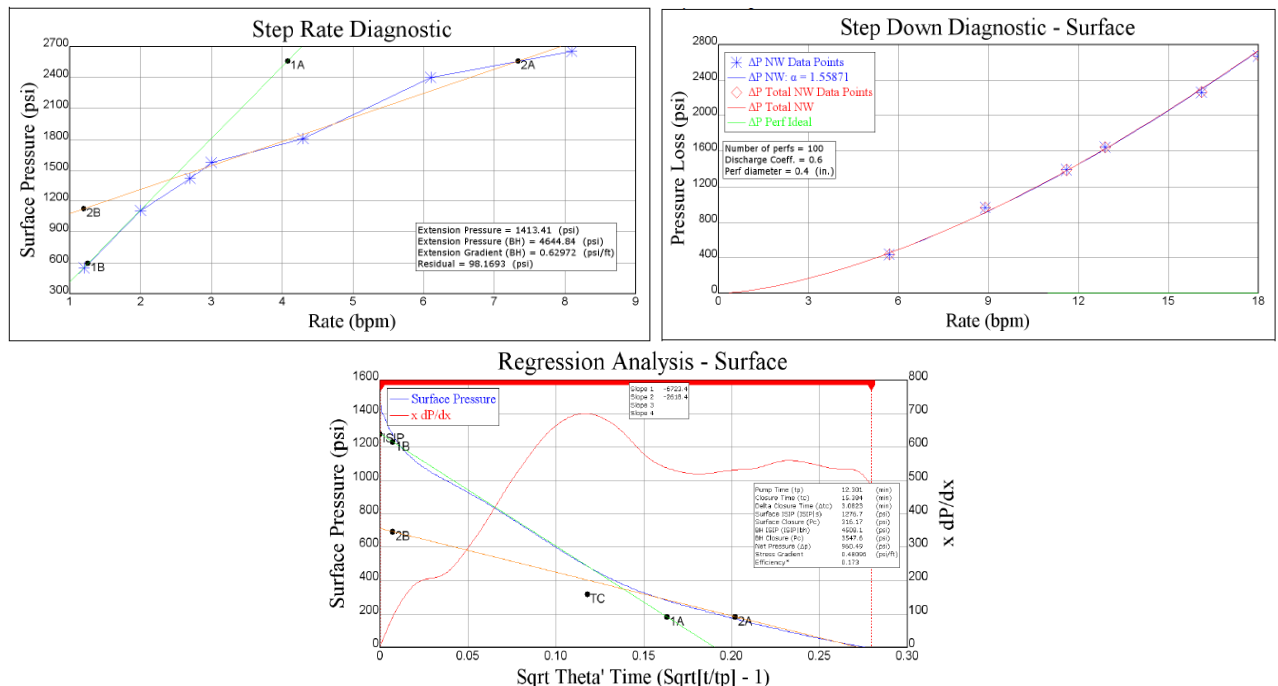 Step Rate Diagnostic
Surface Pressure (psi)
2700
2400
2100
1800
1500
1200
900
600
300
1A
2A
2B
1B
Extension Pressure = 1413.41 (psi)
Extension Pressure (BH) = 4644.84 (psi)
Extension Gradient (BH) = 0.62972 (psi/ft)
Residual = 98.1693 (psi)
1 2 3 4 5 6 7 8 9
Rate (bpm)
Step Down Diagnostic - Surface
Pressure Loss (psi)
2800
2400
2000
1600
1200
800
400
0
ΔP NW Data Points
ΔP NW: α = 1.55871
ΔP Total NW Data Points
ΔP Total NW
ΔP Perf Ideal
Number of perfs = 100
Discharge Coeff. = 0.6
Perf diameter = 0.4 (in.)
0 3 6 9 12 15 18
Rate (bpm)
Regression Analysis - Surface
Surface Pressure (psi)
1600
1400
1200
1000
800
600
400
200
0
Surface Pressure
x dP/dx
Slope 1 -6723.4
Slope 2 -2618.4
Slope 3
Slope 4
ISIP
1B
2B
TC
1A
2A
Pump Time (tp) 12.301 (min)
Closure Time (tc) 15.384 (min)
Delta Closure Time (Δtc) 3.0823 (min)
Surface ISIP (ISIP|s) 1276.7 (psi)
Surface Closure (Pc) 316.17 (psi)
BH ISIP (ISIP|bh) 4508.1 (psi)
BH Closure (Pc) 3547.6 (psi)
Net Pressure (Δp) 960.49 (psi)
Stress Gradient 0.48096 (psi/ft)
Efficiency* 0.173
800
700
600
500
400
300
200
100
0
x dP/dx
0 0.05 0.10 0.15 0.20 0.25 0.30
Sqrt Theta' Time (Sqrt[t/tp] - 1)